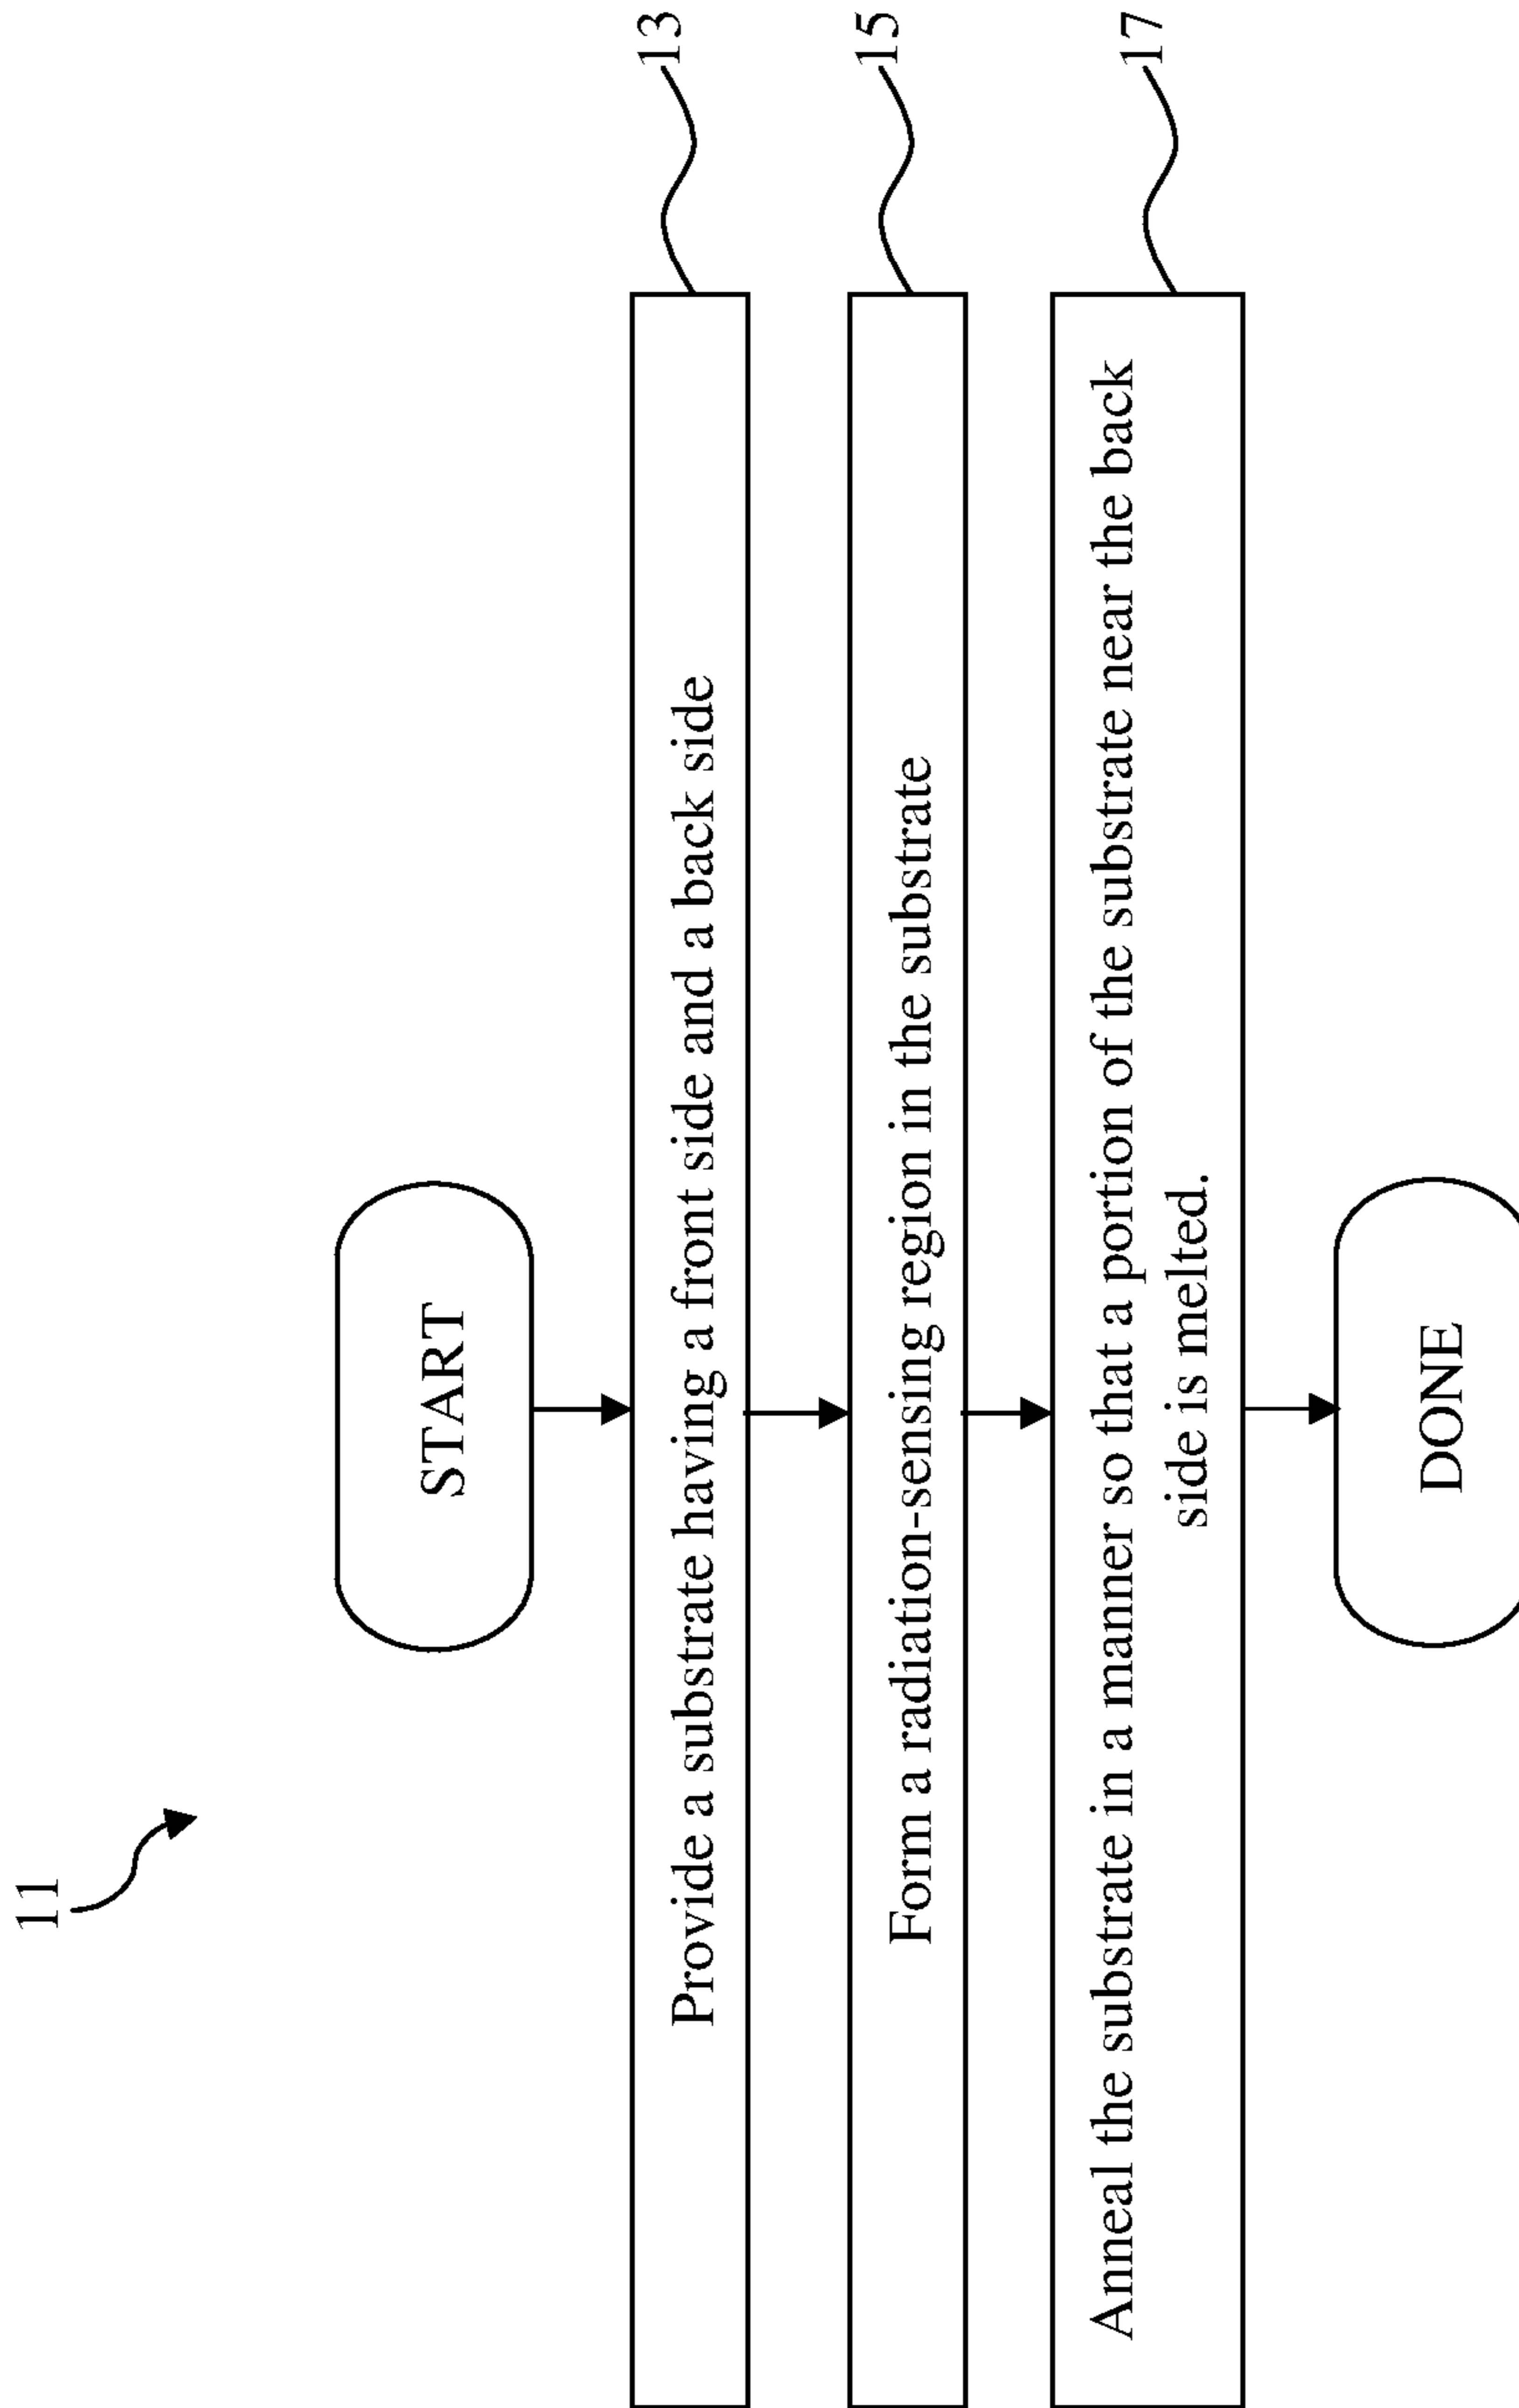 11
START
Provide a substrate having a front side and a back side
13
Form a radiation-sensing region in the substrate
15
Anneal the substrate in a manner so that a portion of the substrate near the back
side is melted.
17
DONE